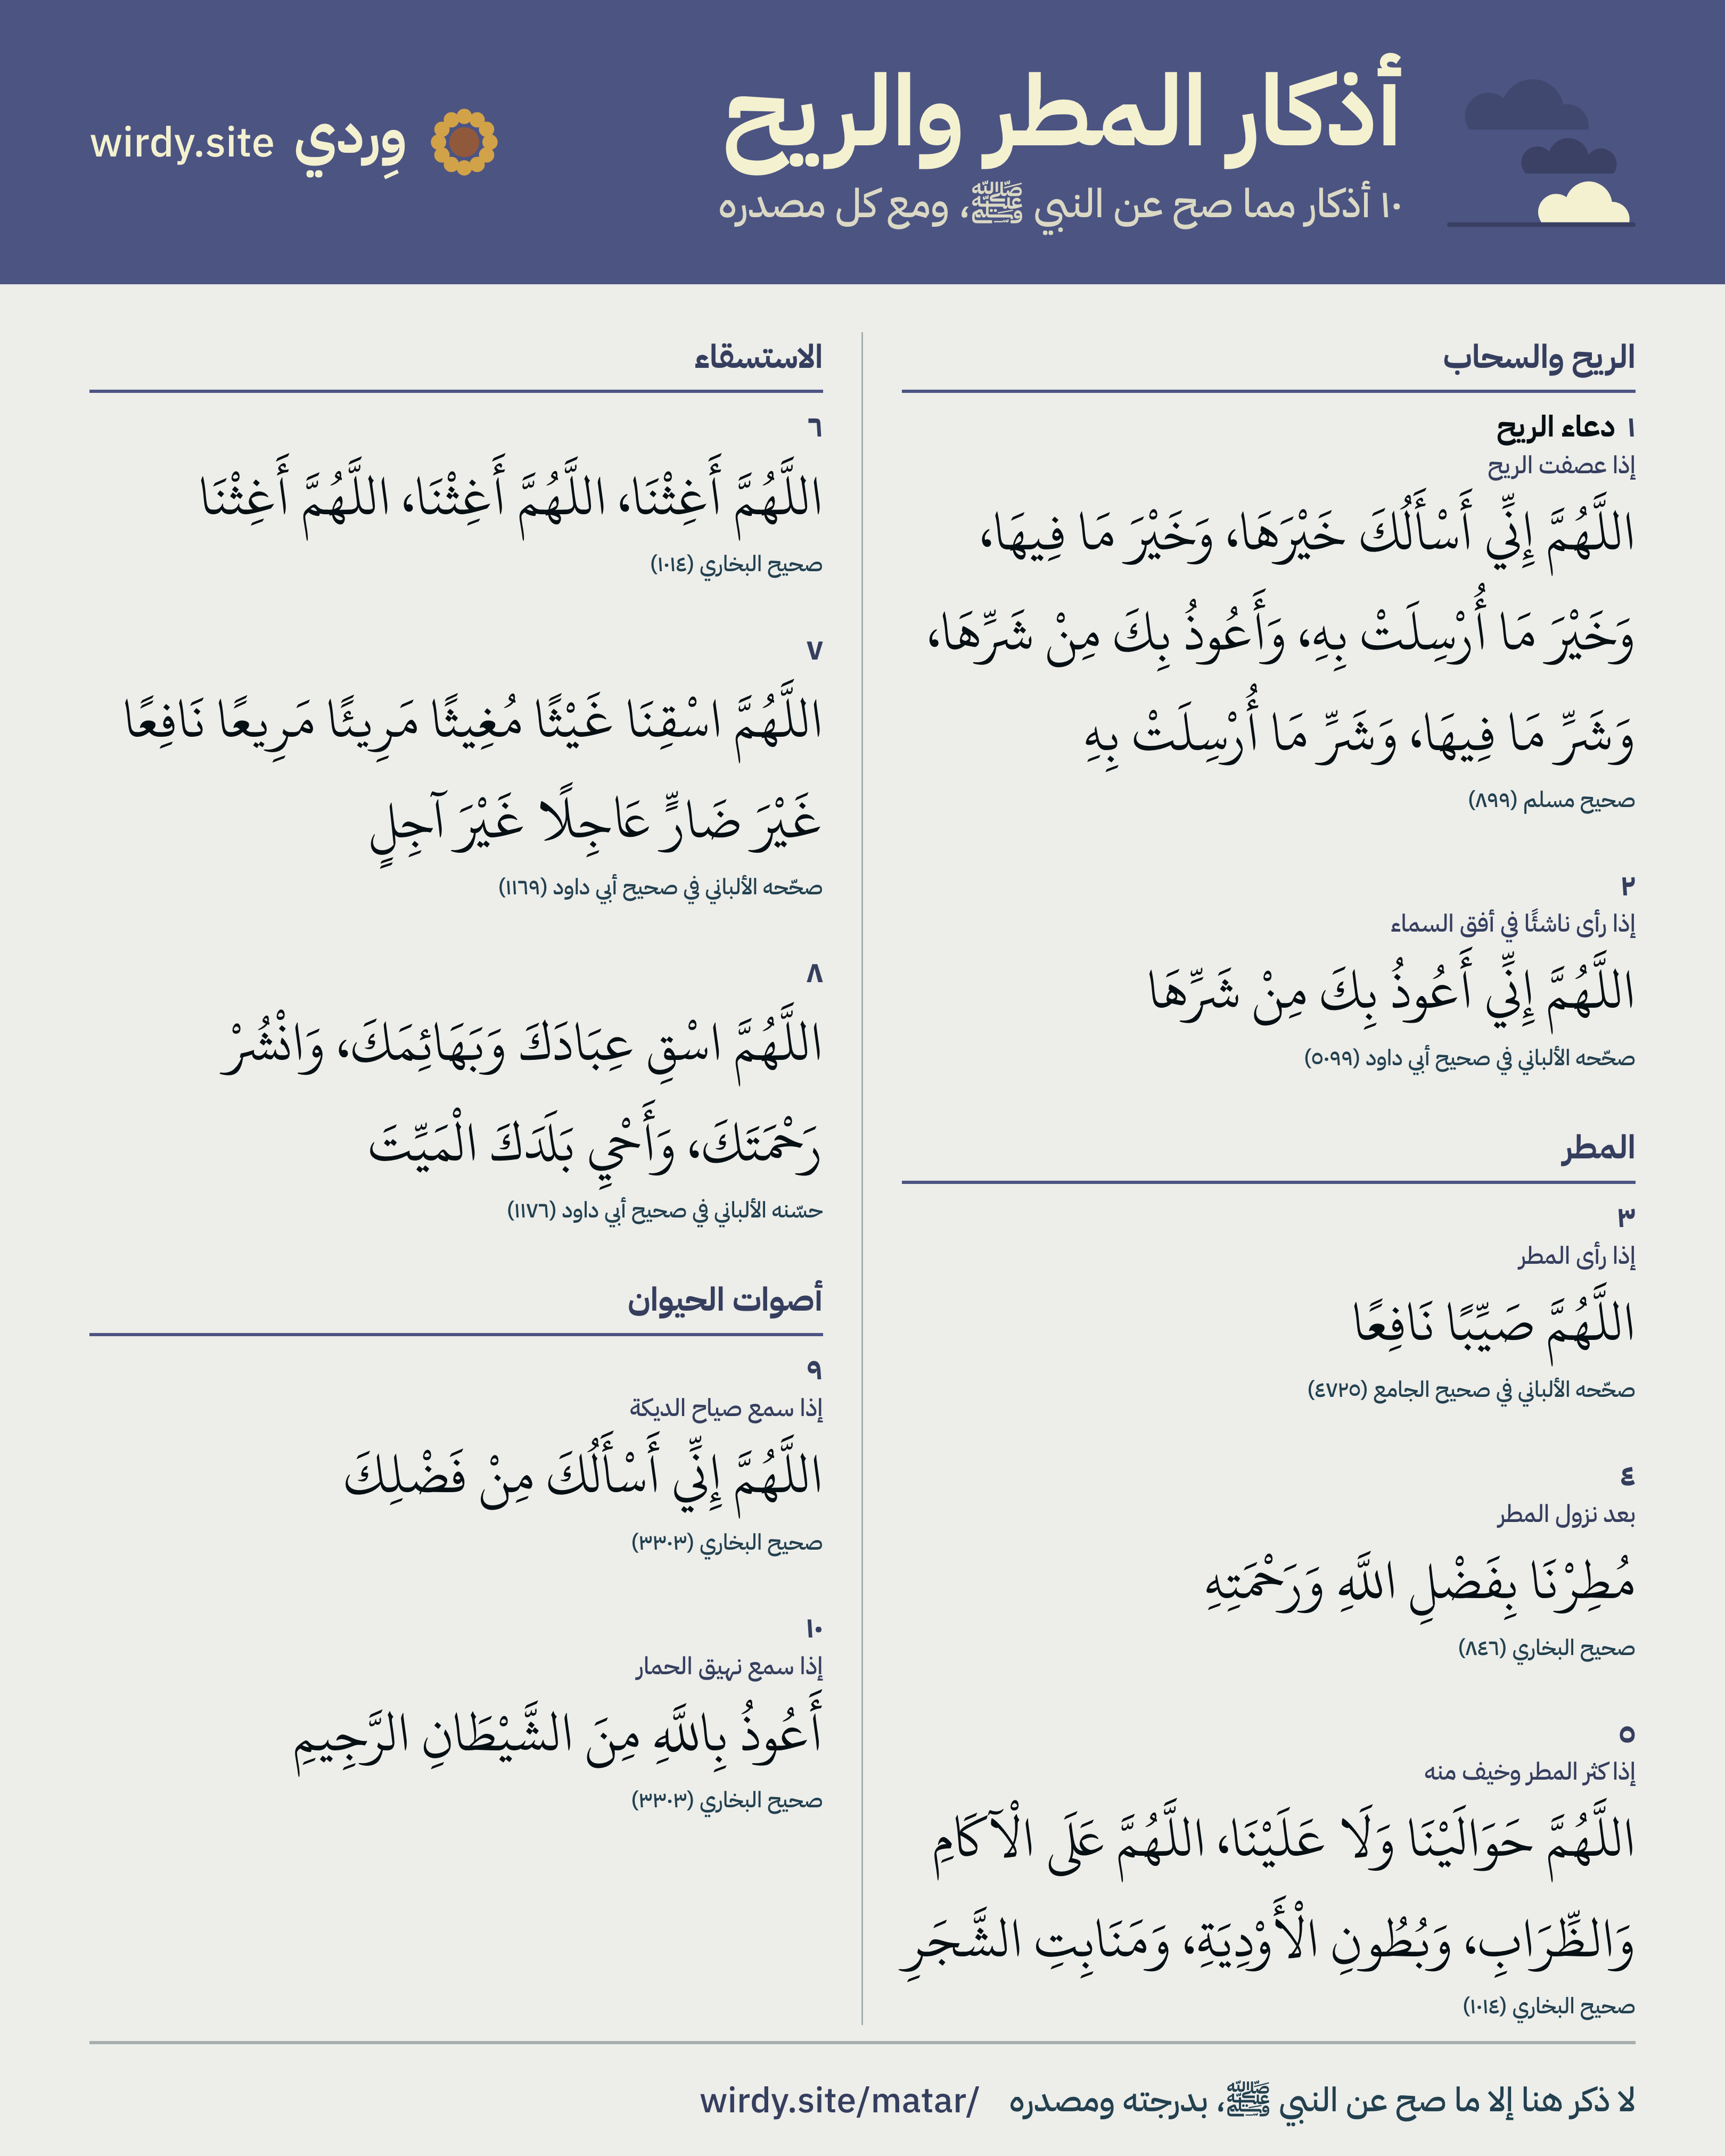 أذكار المطر والريح
١٠ أذكار مما صح عن النبي ﷺ، ومع كل مصدره
وِردي wirdy.site
الريح والسحاب
١ دعاء الريح
إذا عصفت الريح
اللَّهُمَّ إِنِّي أَسْأَلُكَ خَيْرَهَا، وَخَيْرَ مَا فِيهَا،
وَخَيْرَ مَا أُرْسِلَتْ بِهِ، وَأَعُوذُ بِكَ مِنْ شَرِّهَا،
وَشَرِّ مَا فِيهَا، وَشَرِّ مَا أُرْسِلَتْ بِهِ
صحيح مسلم (٨٩٩)
٢
إذا رأى ناشئًا في أفق السماء
اللَّهُمَّ إِنِّي أَعُوذُ بِكَ مِنْ شَرِّهَا
صحّحه الألباني في صحيح أبي داود (٥٠٩٩)
المطر
٣
إذا رأى المطر
اللَّهُمَّ صَيِّبًا نَافِعًا
صحّحه الألباني في صحيح الجامع (٤٧٢٥)
٤
بعد نزول المطر
مُطِرْنَا بِفَضْلِ اللَّهِ وَرَحْمَتِهِ
صحيح البخاري (٨٤٦)
٥
إذا كثر المطر وخيف منه
اللَّهُمَّ حَوَالَيْنَا وَلَا عَلَيْنَا، اللَّهُمَّ عَلَى الْآكَامِ
وَالظِّرَابِ، وَبُطُونِ الْأَوْدِيَةِ، وَمَنَابِتِ الشَّجَرِ
صحيح البخاري (١٠١٤)
الاستسقاء
٦
اللَّهُمَّ أَغِثْنَا، اللَّهُمَّ أَغِثْنَا، اللَّهُمَّ أَغِثْنَا
صحيح البخاري (١٠١٤)
٧
اللَّهُمَّ اسْقِنَا غَيْثًا مُغِيثًا مَرِيئًا مَرِيعًا نَافِعًا
غَيْرَ ضَارٍّ عَاجِلًا غَيْرَ آجِلٍ
صحّحه الألباني في صحيح أبي داود (١١٦٩)
٨
اللَّهُمَّ اسْقِ عِبَادَكَ وَبَهَائِمَكَ، وَانْشُرْ
رَحْمَتَكَ، وَأَحْيِ بَلَدَكَ الْمَيِّتَ
حسّنه الألباني في صحيح أبي داود (١١٧٦)
أصوات الحيوان
٩
إذا سمع صياح الديكة
اللَّهُمَّ إِنِّي أَسْأَلُكَ مِنْ فَضْلِكَ
صحيح البخاري (٣٣٠٣)
١٠
إذا سمع نهيق الحمار
أَعُوذُ بِاللَّهِ مِنَ الشَّيْطَانِ الرَّجِيمِ
صحيح البخاري (٣٣٠٣)
لا ذكر هنا إلا ما صح عن النبي ﷺ، بدرجته ومصدره wirdy.site/matar/